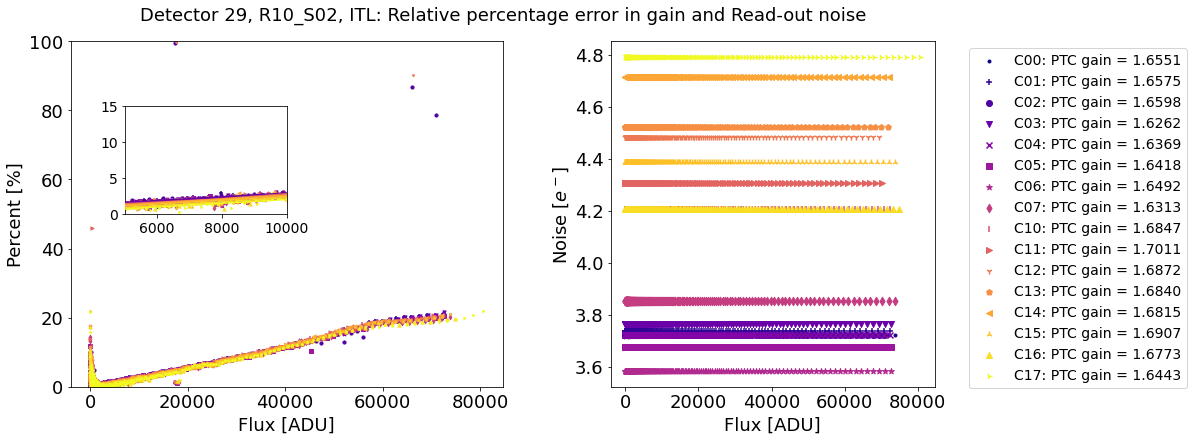 Detector 29, R10_S02, ITL: Relative percentage error in gain and Read-out noise
Percent [%]
100
80
60
40
20
0
15
10
5
0
6000 8000 10000
0 20000 40000 60000 80000
Flux [ADU]
Noise [e⁻]
4.8
4.6
4.4
4.2
4.0
3.8
3.6
0 20000 40000 60000 80000
Flux [ADU]
C00: PTC gain = 1.6551
C01: PTC gain = 1.6575
C02: PTC gain = 1.6598
C03: PTC gain = 1.6262
C04: PTC gain = 1.6369
C05: PTC gain = 1.6418
C06: PTC gain = 1.6492
C07: PTC gain = 1.6313
C10: PTC gain = 1.6847
C11: PTC gain = 1.7011
C12: PTC gain = 1.6872
C13: PTC gain = 1.6840
C14: PTC gain = 1.6815
C15: PTC gain = 1.6907
C16: PTC gain = 1.6773
C17: PTC gain = 1.6443